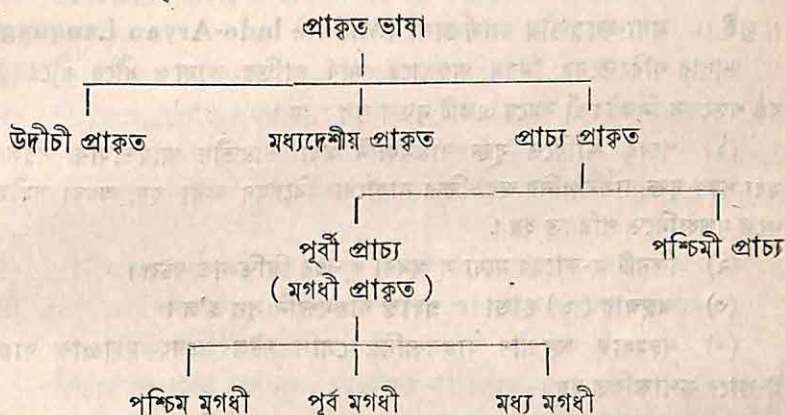 প্রাকৃত ভাষা
উদীচী প্রাকৃত মধ্যদেশীয় প্রাকৃত প্রাচ্য প্রাকৃত
পূর্বী প্রাচ্য পশ্চিমী প্রাচ্য
( মগধী প্রাকৃত )
পশ্চিম মগধী পূর্ব মগধী মধ্য মগধী